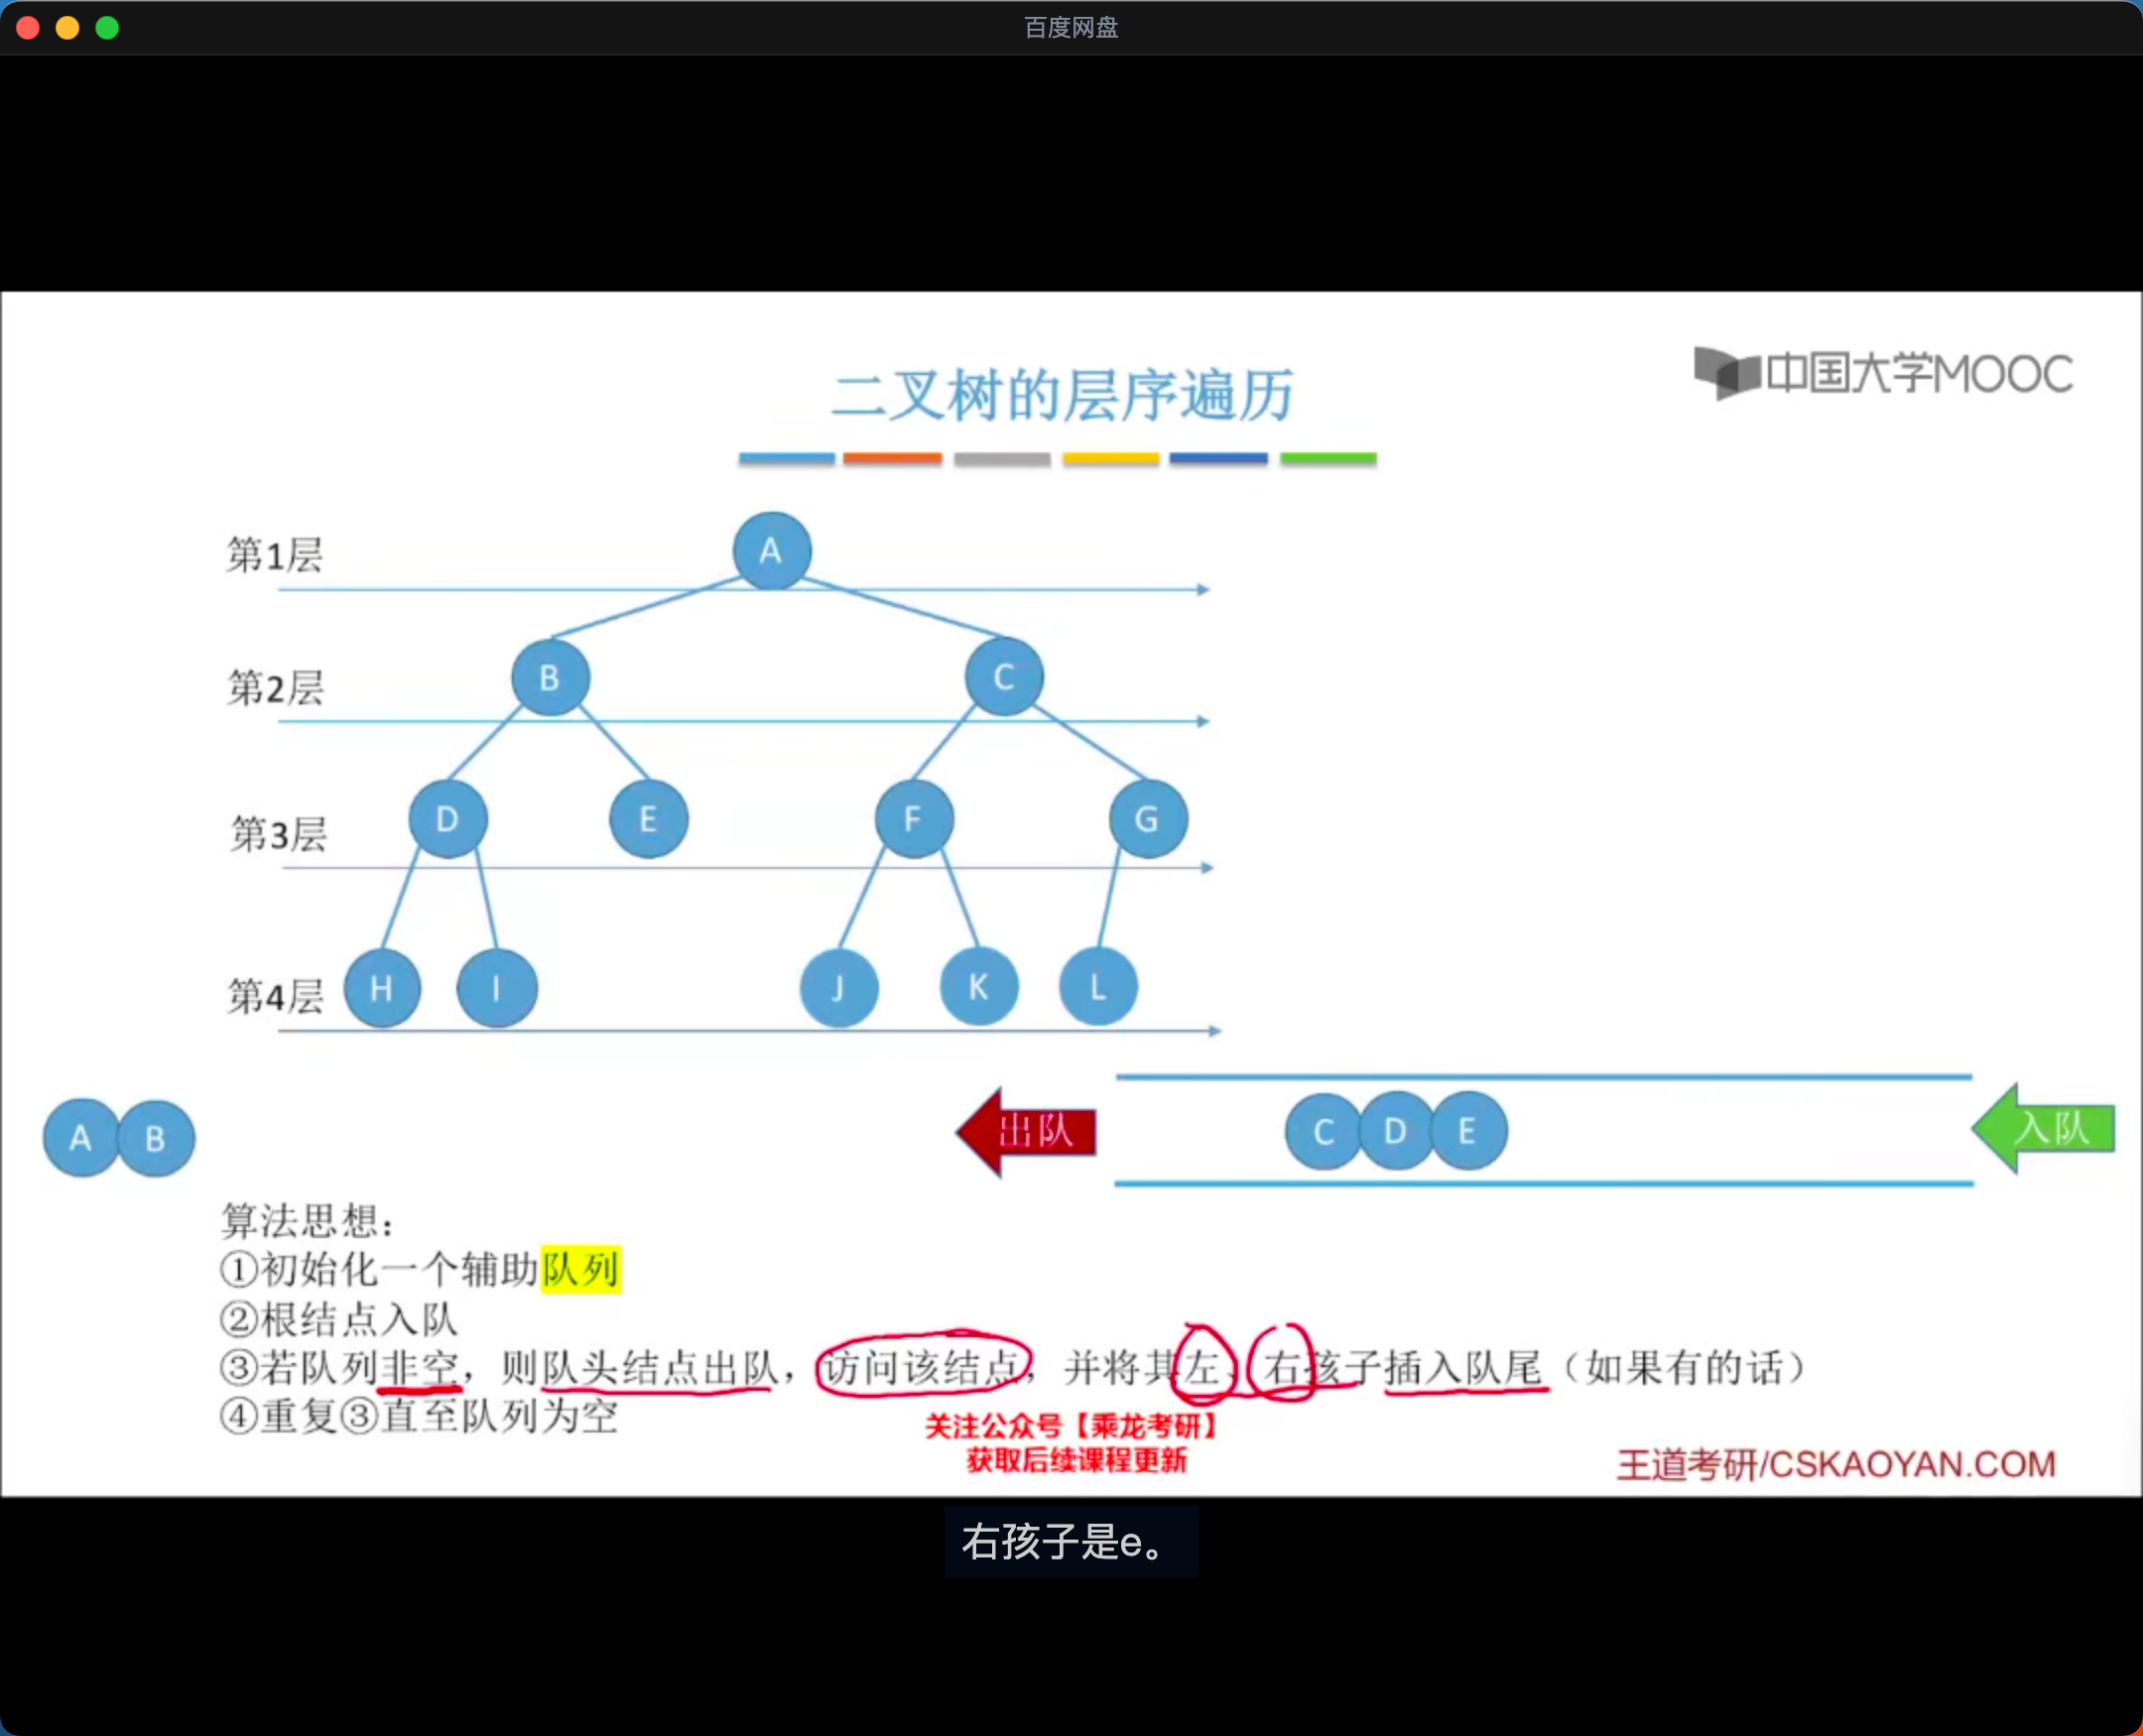 百度网盘
中国大学MOOC
二叉树的层序遍历
第1层
A
第2层
B
C
第3层
D
E
F
G
第4层
H
I
J
K
L
A
B
出队
C
D
E
入队
算法思想：
①初始化一个辅助队列
②根结点入队
③若队列非空，则队头结点出队，访问该结点，并将其左、右孩子插入队尾（如果有的话）
④重复③直至队列为空
关注公众号【乘龙考研】
获取后续课程更新
王道考研/CSKAOYAN.COM
右孩子是e。